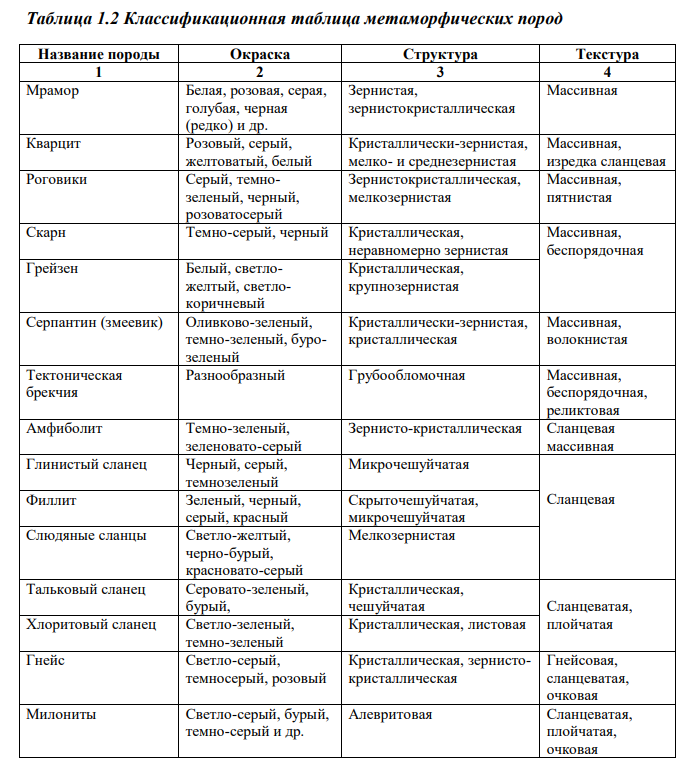 Таблица 1.2 Классификационная таблица метаморфических пород
Название породы Окраска Структура Текстура
1 2 3 4
Мрамор Белая, розовая, серая, Зернистая, Массивная
голубая, черная зернистокристаллическая
(редко) и др.
Кварцит Розовый, серый, Кристаллически-зернистая, Массивная,
желтоватый, белый мелко- и среднезернистая изредка сланцевая
Роговики Серый, темно- Зернистокристаллическая, Массивная,
зеленый, черный, мелкозернистая пятнистая
розоватосерый
Скарн Темно-серый, черный Кристаллическая, Массивная,
неравномерно зернистая беспорядочная
Грейзен Белый, светло- Кристаллическая,
желтый, светло- крупнозернистая
коричневый
Серпантин (змеевик) Оливково-зеленый, Кристаллически-зернистая, Массивная,
темно-зеленый, буро- кристаллическая волокнистая
зеленый
Тектоническая Разнообразный Грубообломочная Массивная,
брекчия беспорядочная,
реликтовая
Амфиболит Темно-зеленый, Зернисто-кристаллическая Сланцевая
зеленовато-серый массивная
Глинистый сланец Черный, серый, Микрочешуйчатая
темнозеленый
Филлит Зеленый, черный, Скрыточешуйчатая, Сланцевая
серый, красный микрочешуйчатая
Слюдяные сланцы Светло-желтый, Мелкозернистая
черно-бурый,
красновато-серый
Тальковый сланец Серовато-зеленый, Кристаллическая,
бурый, чешуйчатая Сланцеватая,
Хлоритовый сланец Светло-зеленый, Кристаллическая, листовая плойчатая
темно-зеленый
Гнейс Светло-серый, Кристаллическая, зернисто- Гнейсовая,
темносерый, розовый кристаллическая сланцеватая,
очковая
Милониты Светло-серый, бурый, Алевритовая Сланцеватая,
темно-серый и др. плойчатая,
очковая